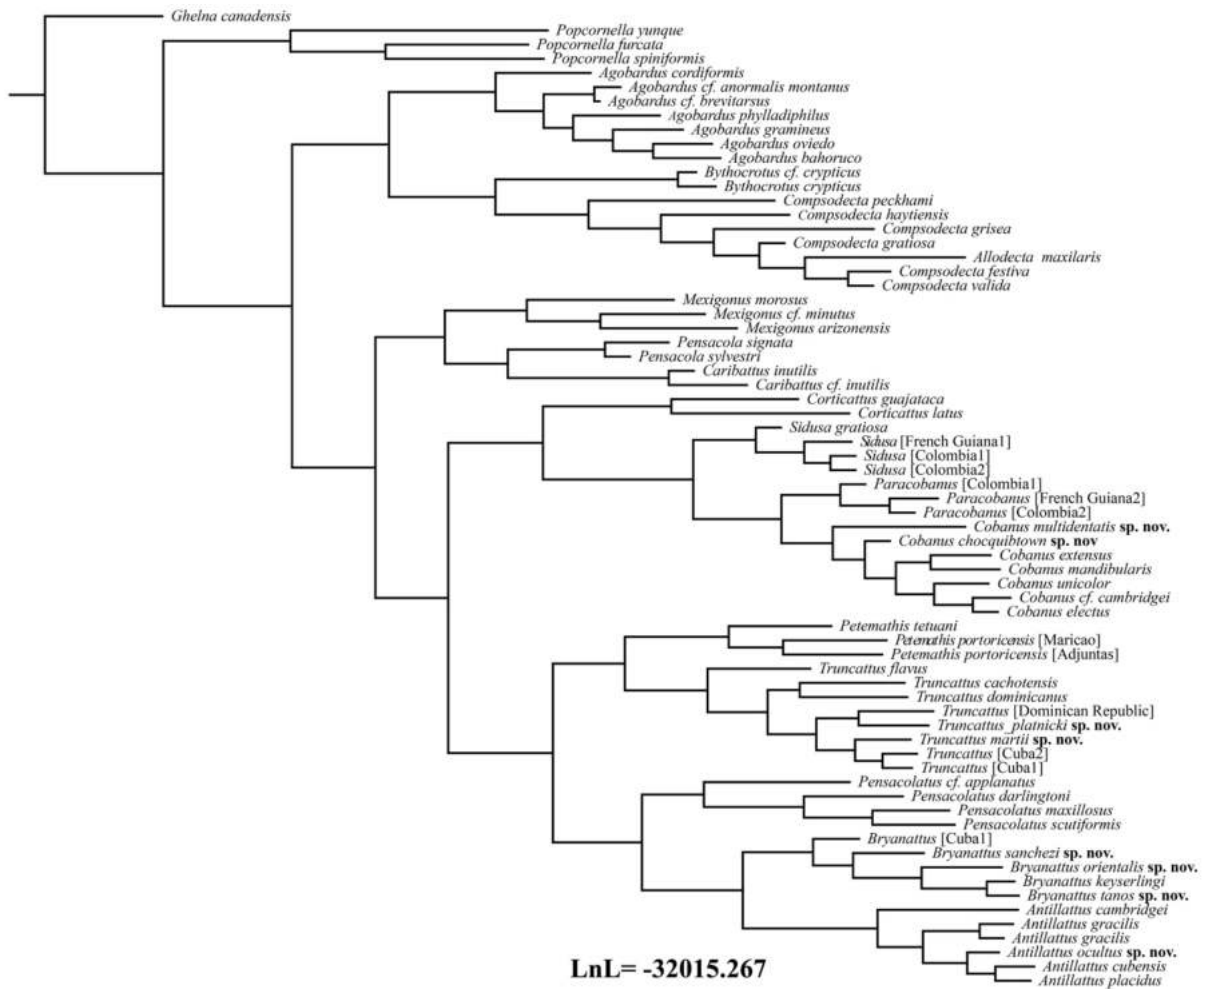 Ghelna canadensis
Popcornella yunque
Popcornella furcata
Popcornella spiniformis
Agobardus cordiformis
Agobardus cf. anormalis montanus
Agobardus cf. brevitarsus
Agobardus phylladiphilus
Agobardus gramineus
Agobardus oviedo
Agobardus bahoruco
Bythocrotus cf. crypticus
Bythocrotus crypticus
Compsodecta peckhami
Compsodecta haytiensis
Compsodecta grisea
Compsodecta gratiosa
Allodecta maxilaris
Compsodecta festiva
Compsodecta valida
Mexigonus morosus
Mexigonus cf. minutus
Mexigonus arizonensis
Pensacola signata
Pensacola sylvestri
Caribattus inutilis
Caribattus cf. inutilis
Corticattus guajataca
Corticattus latus
Sidusa gratiosa
Sidusa [French Guiana1]
Sidusa [Colombia1]
Sidusa [Colombia2]
Paracobanus [Colombia1]
Paracobanus [French Guiana2]
Paracobanus [Colombia2]
Cobanus multidentatis sp. nov.
Cobanus chocquibtown sp. nov
Cobanus extensus
Cobanus mandibularis
Cobanus unicolor
Cobanus cf. cambridgei
Cobanus electus
Petemathis tetuani
Petemathis portoricensis [Maricao]
Petemathis portoricensis [Adjuntas]
Truncattus flavus
Truncattus cachotensis
Truncattus dominicanus
Truncattus [Dominican Republic]
Truncattus_platnicki sp. nov.
Truncattus martii sp. nov.
Truncattus [Cuba2]
Truncattus [Cuba1]
Pensacolatus cf. applanatus
Pensacolatus darlingtoni
Pensacolatus maxillosus
Pensacolatus scutiformis
Bryanattus [Cuba1]
Bryanattus sanchezi sp. nov.
Bryanattus orientalis sp. nov.
Bryanattus keyserlingi
Bryanattus tanos sp. nov.
Antillattus cambridgei
Antillattus gracilis
Antillattus gracilis
Antillattus ocultus sp. nov.
Antillattus cubensis
Antillattus placidus
LnL= -32015.267